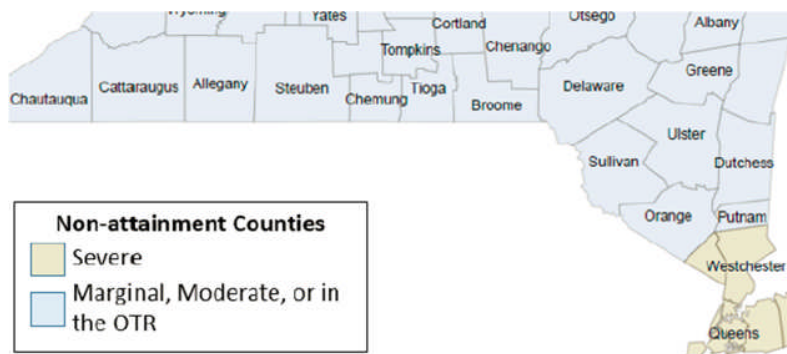 Wyoming
Yates
Cortland
Otsego
Albany
Tompkins
Chenango
Greene
Chautauqua
Cattaraugus
Allegany
Steuben
Chemung
Tioga
Broome
Delaware
Ulster
Sullivan
Dutchess
Orange
Putnam
Westchester
Queens
Non-attainment Counties
Severe
Marginal, Moderate, or in
the OTR